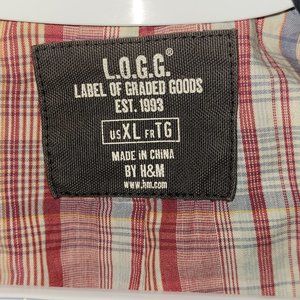 L.O.G.G.®
LABEL OF GRADED GOODS
EST. 1993
US XL FR TG
MADE IN CHINA
BY H&M
www.hm.com